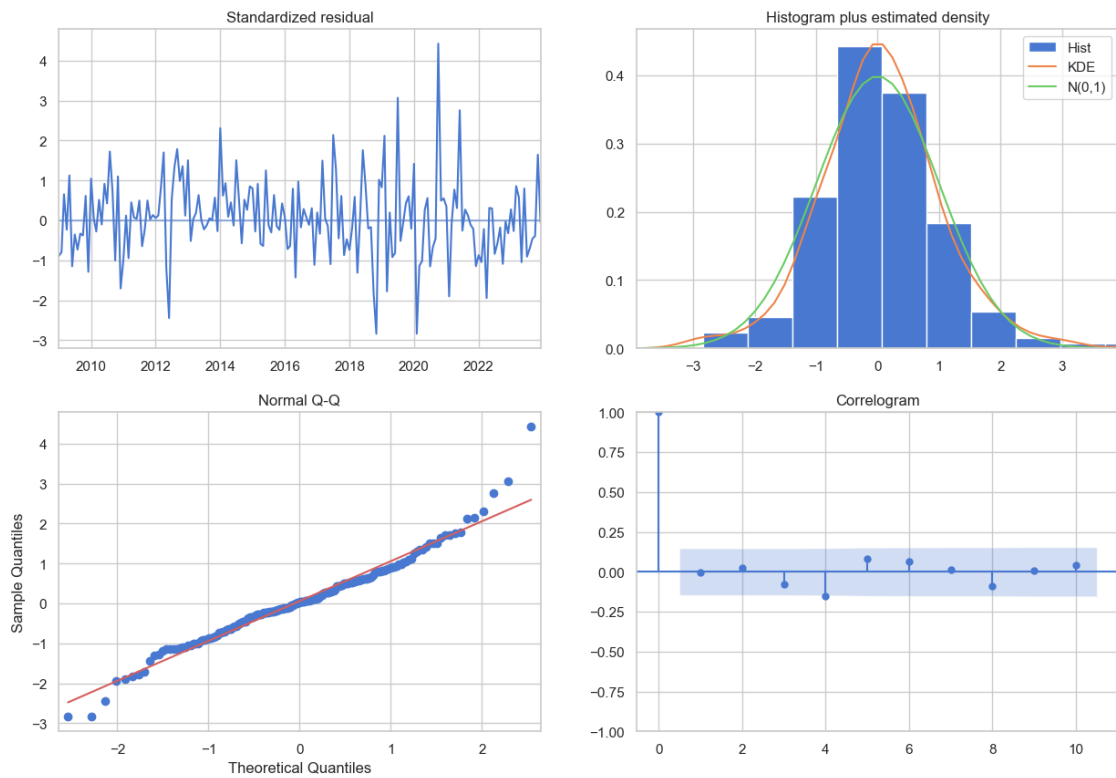 Standardized residual
4
3
2
1
0
−1
−2
−3
2010 2012 2014 2016 2018 2020 2022
Histogram plus estimated density
Hist
KDE
N(0,1)
0.4
0.3
0.2
0.1
0.0
−3 −2 −1 0 1 2 3
Normal Q-Q
Sample Quantiles
4
3
2
1
0
−1
−2
−3
−2 −1 0 1 2
Theoretical Quantiles
Correlogram
1.00
0.75
0.50
0.25
0.00
−0.25
−0.50
−0.75
−1.00
0 2 4 6 8 10